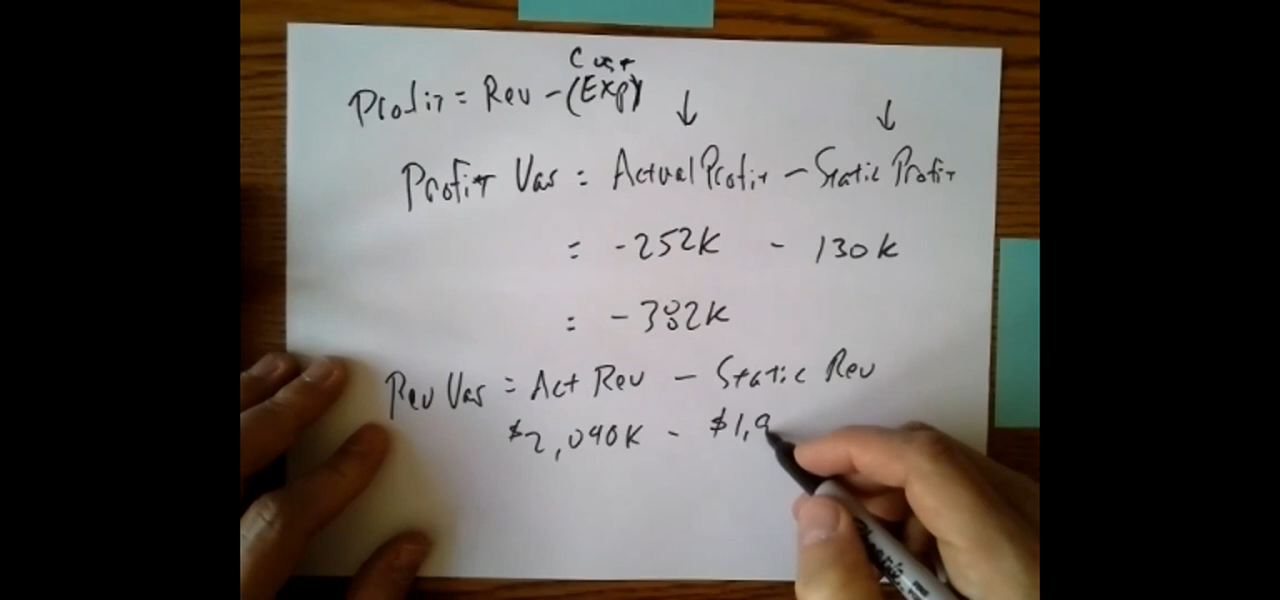 Cost
Profit = Rev - (Exp)
Profit Var = Actual Profit - Static Profit
= -252K - 130K
= -382K
Rev Var = Act Rev - Static Rev
$2,040K - $1,9
Sharpie